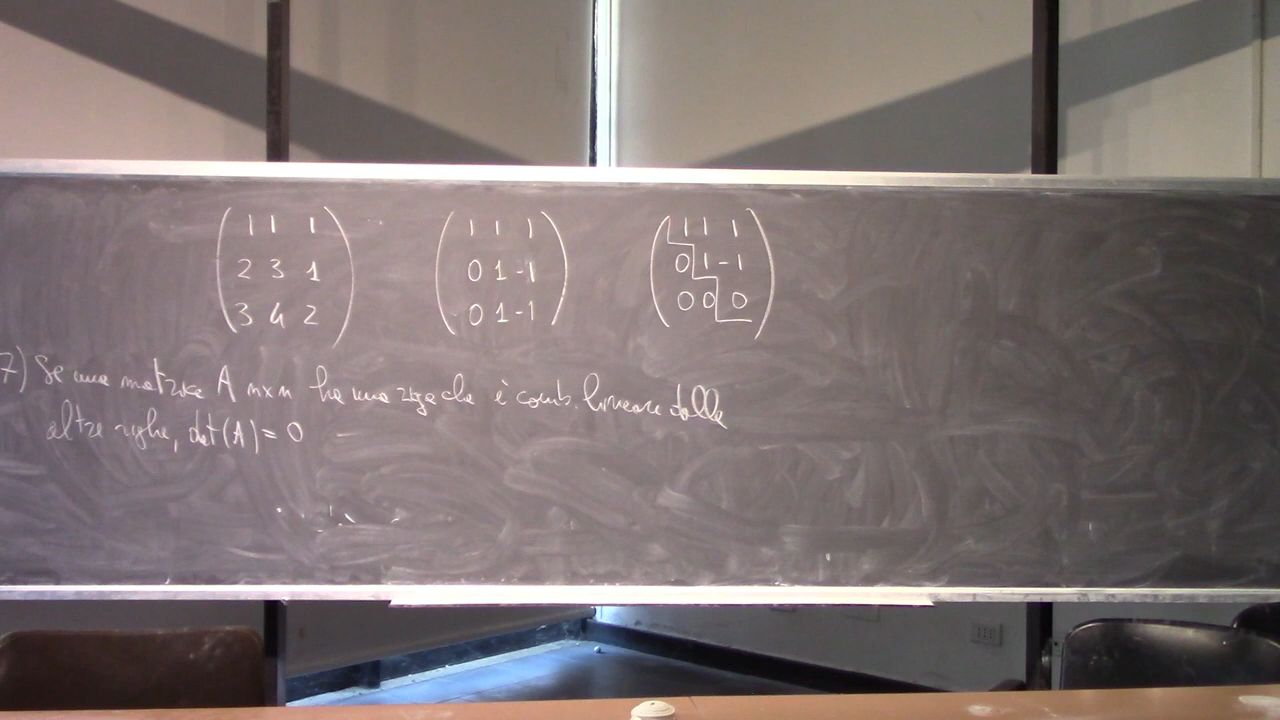 1 1 1 1 1 1 1 1 1
2 3 1 0 1 -1 0 1 -1
3 4 2 0 1 -1 0 0 0
7) Se una matrice A n×n ha una riga che è comb. lineare delle
altre righe, det(A) = 0